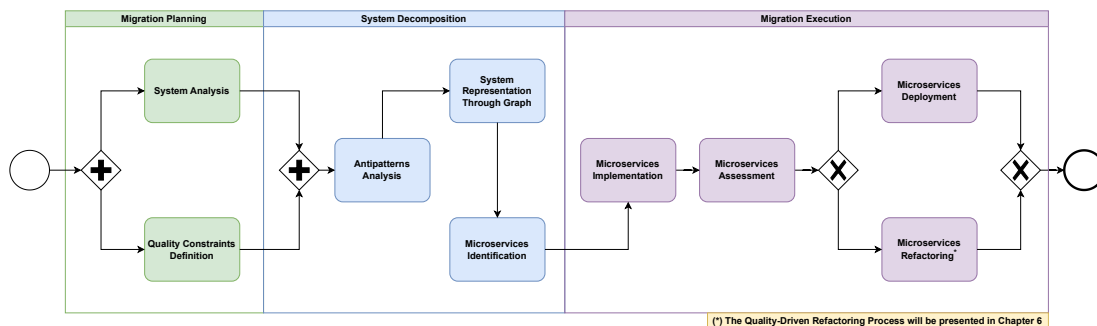 Migration Planning
System Decomposition
Migration Execution
System Analysis
Quality Constraints
Definition
Antipatterns
Analysis
System
Representation
Through Graph
Microservices
Identification
Microservices
Implementation
Microservices
Assessment
Microservices
Deployment
Microservices
Refactoring*
(*) The Quality-Driven Refactoring Process will be presented in Chapter 6